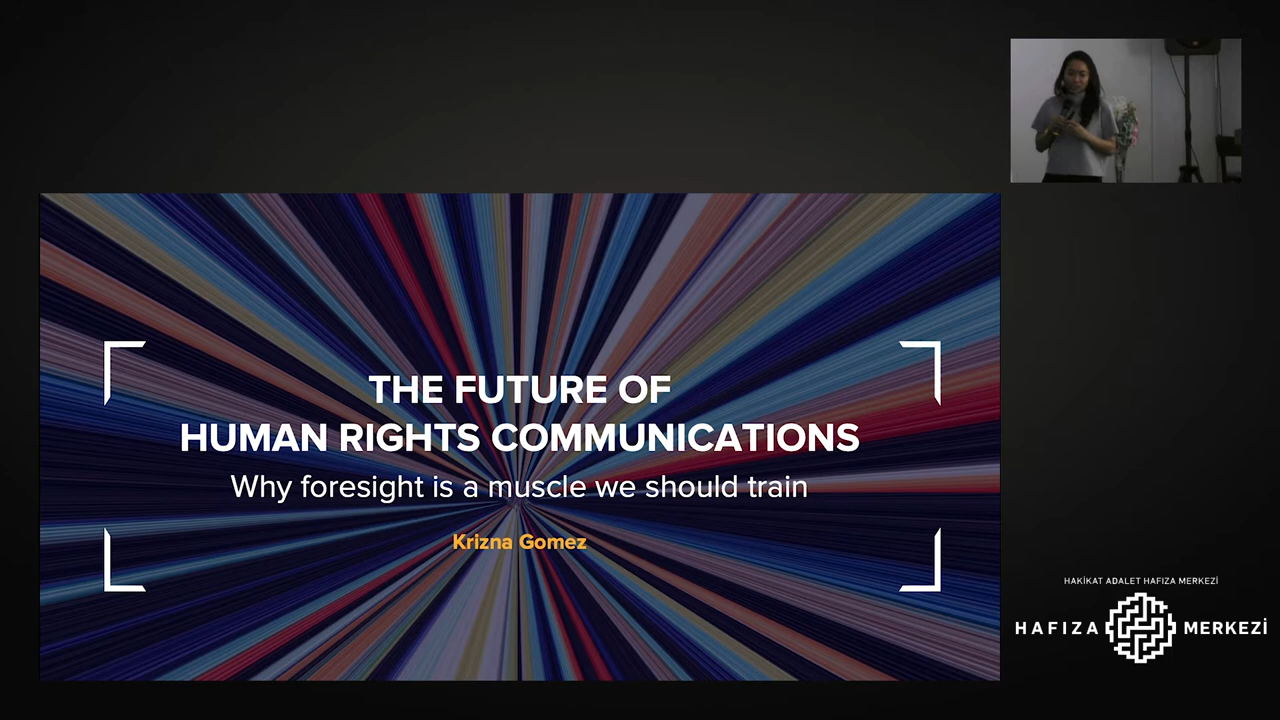 THE FUTURE OF
HUMAN RIGHTS COMMUNICATIONS
Why foresight is a muscle we should train
Krizna Gomez
HAKİKAT ADALET HAFIZA MERKEZİ
HAFIZA MERKEZİ